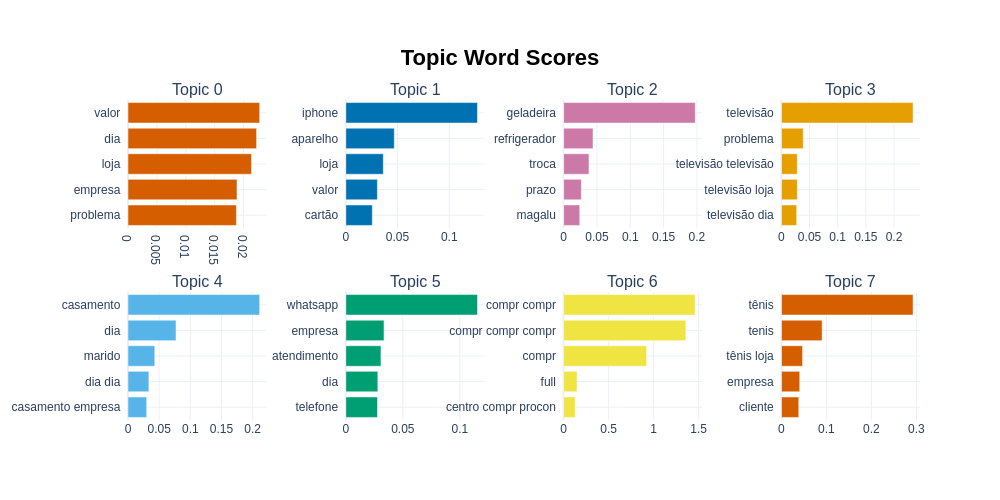 Topic Word Scores
Topic 0
valor
dia
loja
empresa
problema
0 0.005 0.01 0.015 0.02
Topic 1
iphone
aparelho
loja
valor
cartão
0 0.05 0.1
Topic 2
geladeira
refrigerador
troca
prazo
magalu
0 0.05 0.1 0.15 0.2
Topic 3
televisão
problema
televisão televisão
televisão loja
televisão dia
0 0.05 0.1 0.15 0.2
Topic 4
casamento
dia
marido
dia dia
casamento empresa
0 0.05 0.1 0.15 0.2
Topic 5
whatsapp
empresa
atendimento
dia
telefone
0 0.05 0.1
Topic 6
compr compr
compr compr compr
compr
full
centro compr procon
0 0.5 1 1.5
Topic 7
tênis
tenis
tênis loja
empresa
cliente
0 0.1 0.2 0.3